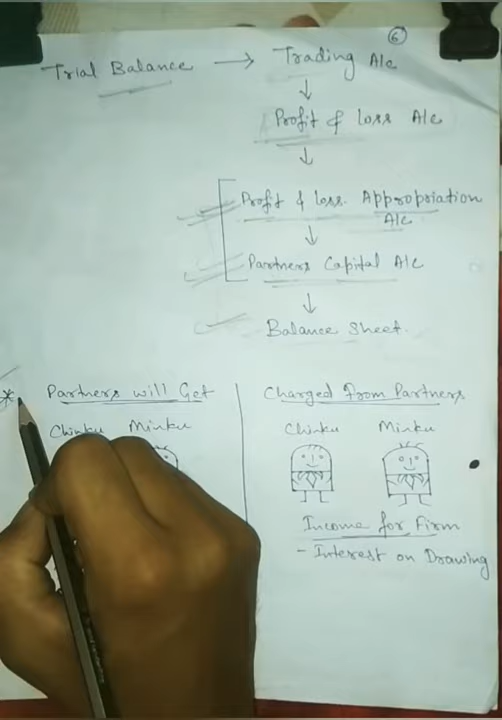 6
Trial Balance → Trading A/c
↓
Profit & loss A/c
↓
Profit & loss. Appropriation
A/c
↓
Partners Capital A/c
↓
Balance Sheet.
* Partners will Get
Chinku Minku
Charged from Partners
Chinku Minku
Income for Firm
- Interest on Drawing